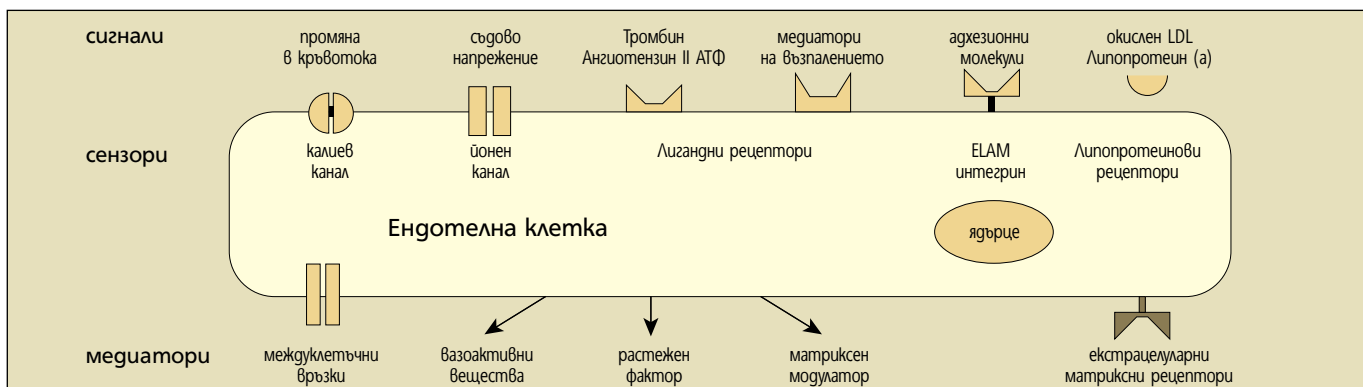 сигнали
промяна
в кръвотока
съдово
напрежение
Тромбин
Ангиотензин II АТФ
медиатори
на възпалението
адхезионни
молекули
окислен LDL
Липопротеин (а)
сензори
калиев
канал
йонен
канал
Лигандни рецептори
ELAM
интегрин
Липопротеинови
рецептори
Ендотелна клетка
ядърце
медиатори
междуклетъчни
връзки
вазоактивни
вещества
растежен
фактор
матриксен
модулатор
екстрацелуларни
матриксни рецептори